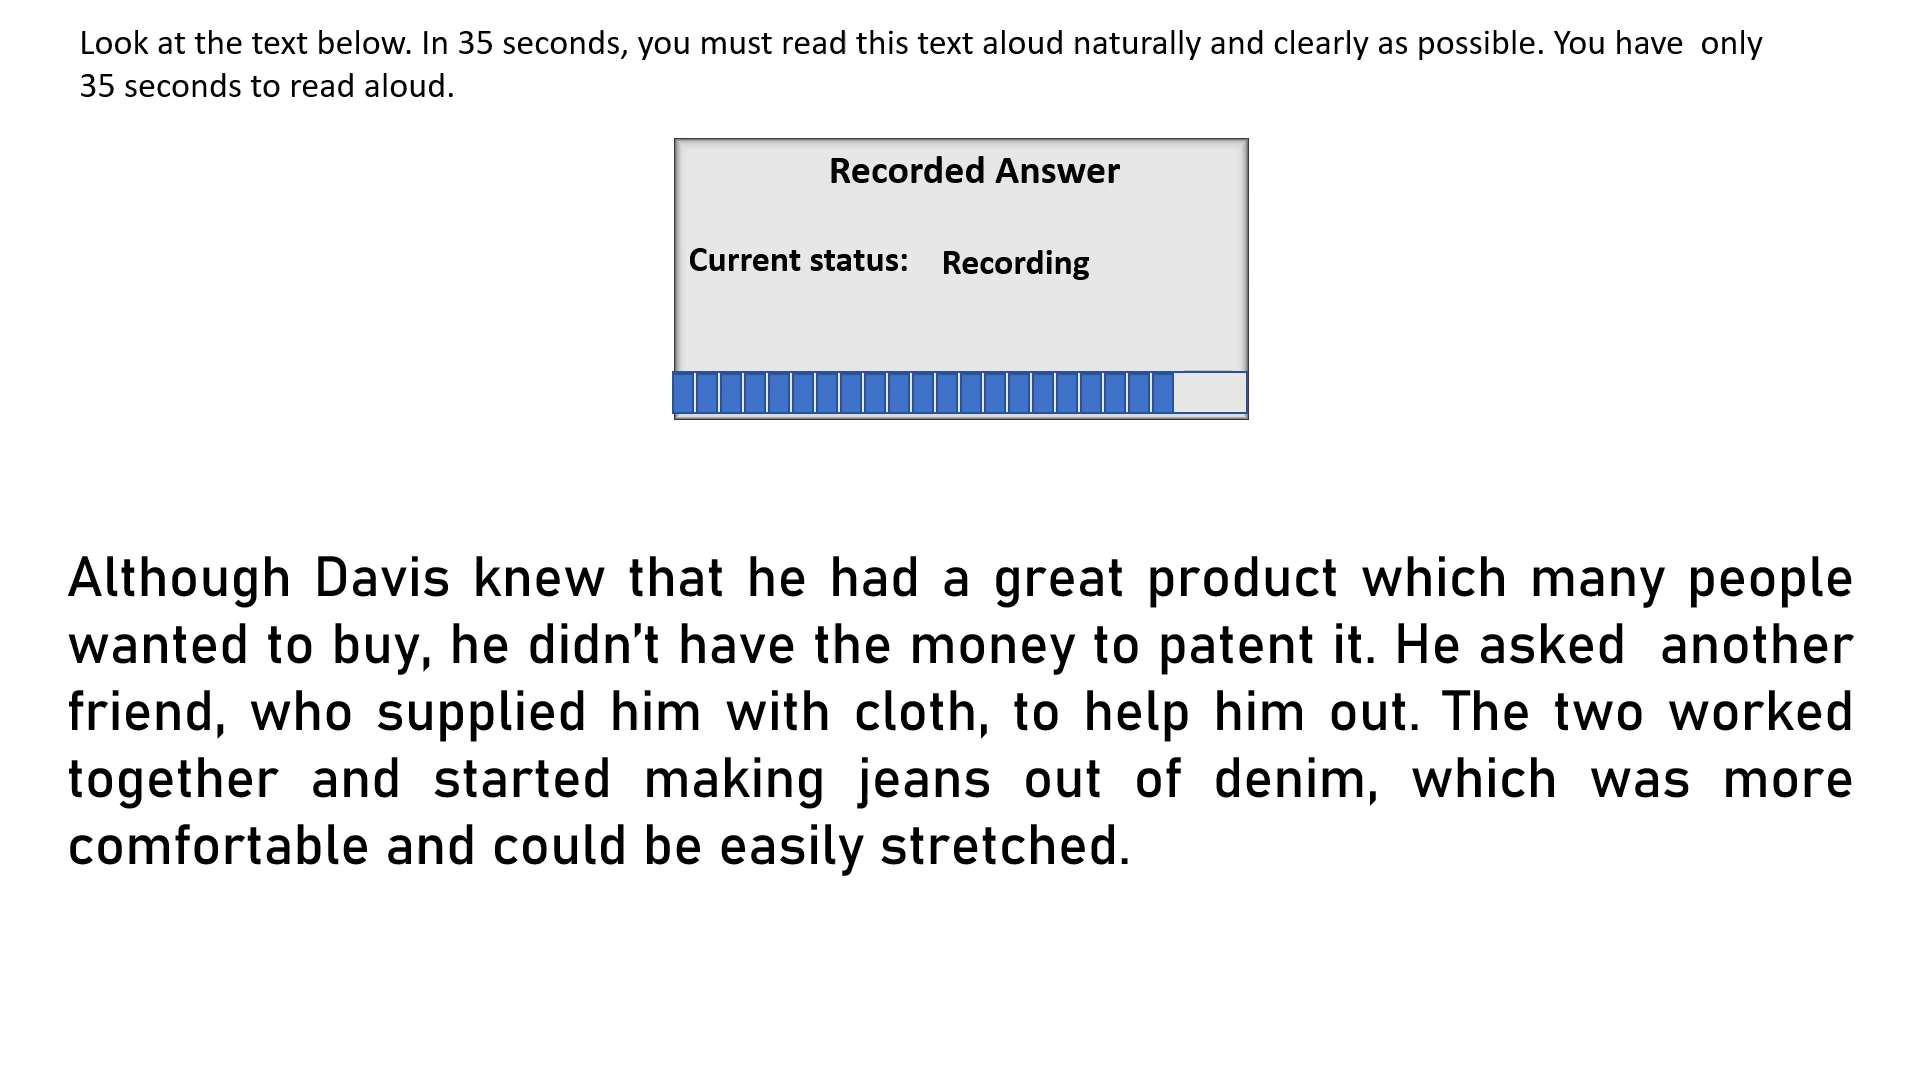 Look at the text below. In 35 seconds, you must read this text aloud naturally and clearly as possible. You have  only
35 seconds to read aloud.
Recorded Answer
Current status: Recording
Although Davis knew that he had a great product which many people
wanted to buy, he didn’t have the money to patent it. He asked  another
friend, who supplied him with cloth, to help him out. The two worked
together and started making jeans out of denim, which was more
comfortable and could be easily stretched.